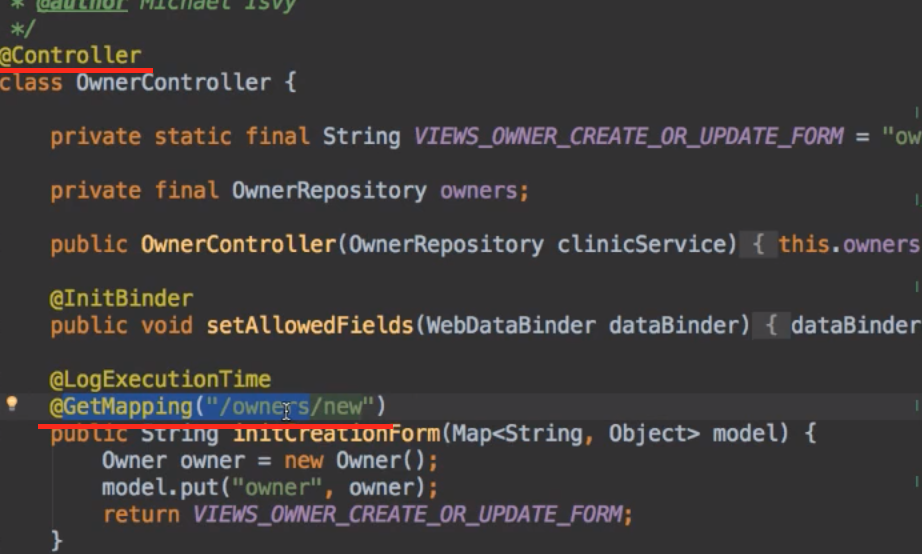 * @author Michael Isvy
*/
@Controller
class OwnerController {
private static final String VIEWS_OWNER_CREATE_OR_UPDATE_FORM = "ow
private final OwnerRepository owners;
public OwnerController(OwnerRepository clinicService) { this.owners
@InitBinder
public void setAllowedFields(WebDataBinder dataBinder) { dataBinder
@LogExecutionTime
@GetMapping("/owners/new")
public String initCreationForm(Map<String, Object> model) {
Owner owner = new Owner();
model.put("owner", owner);
return VIEWS_OWNER_CREATE_OR_UPDATE_FORM;
}